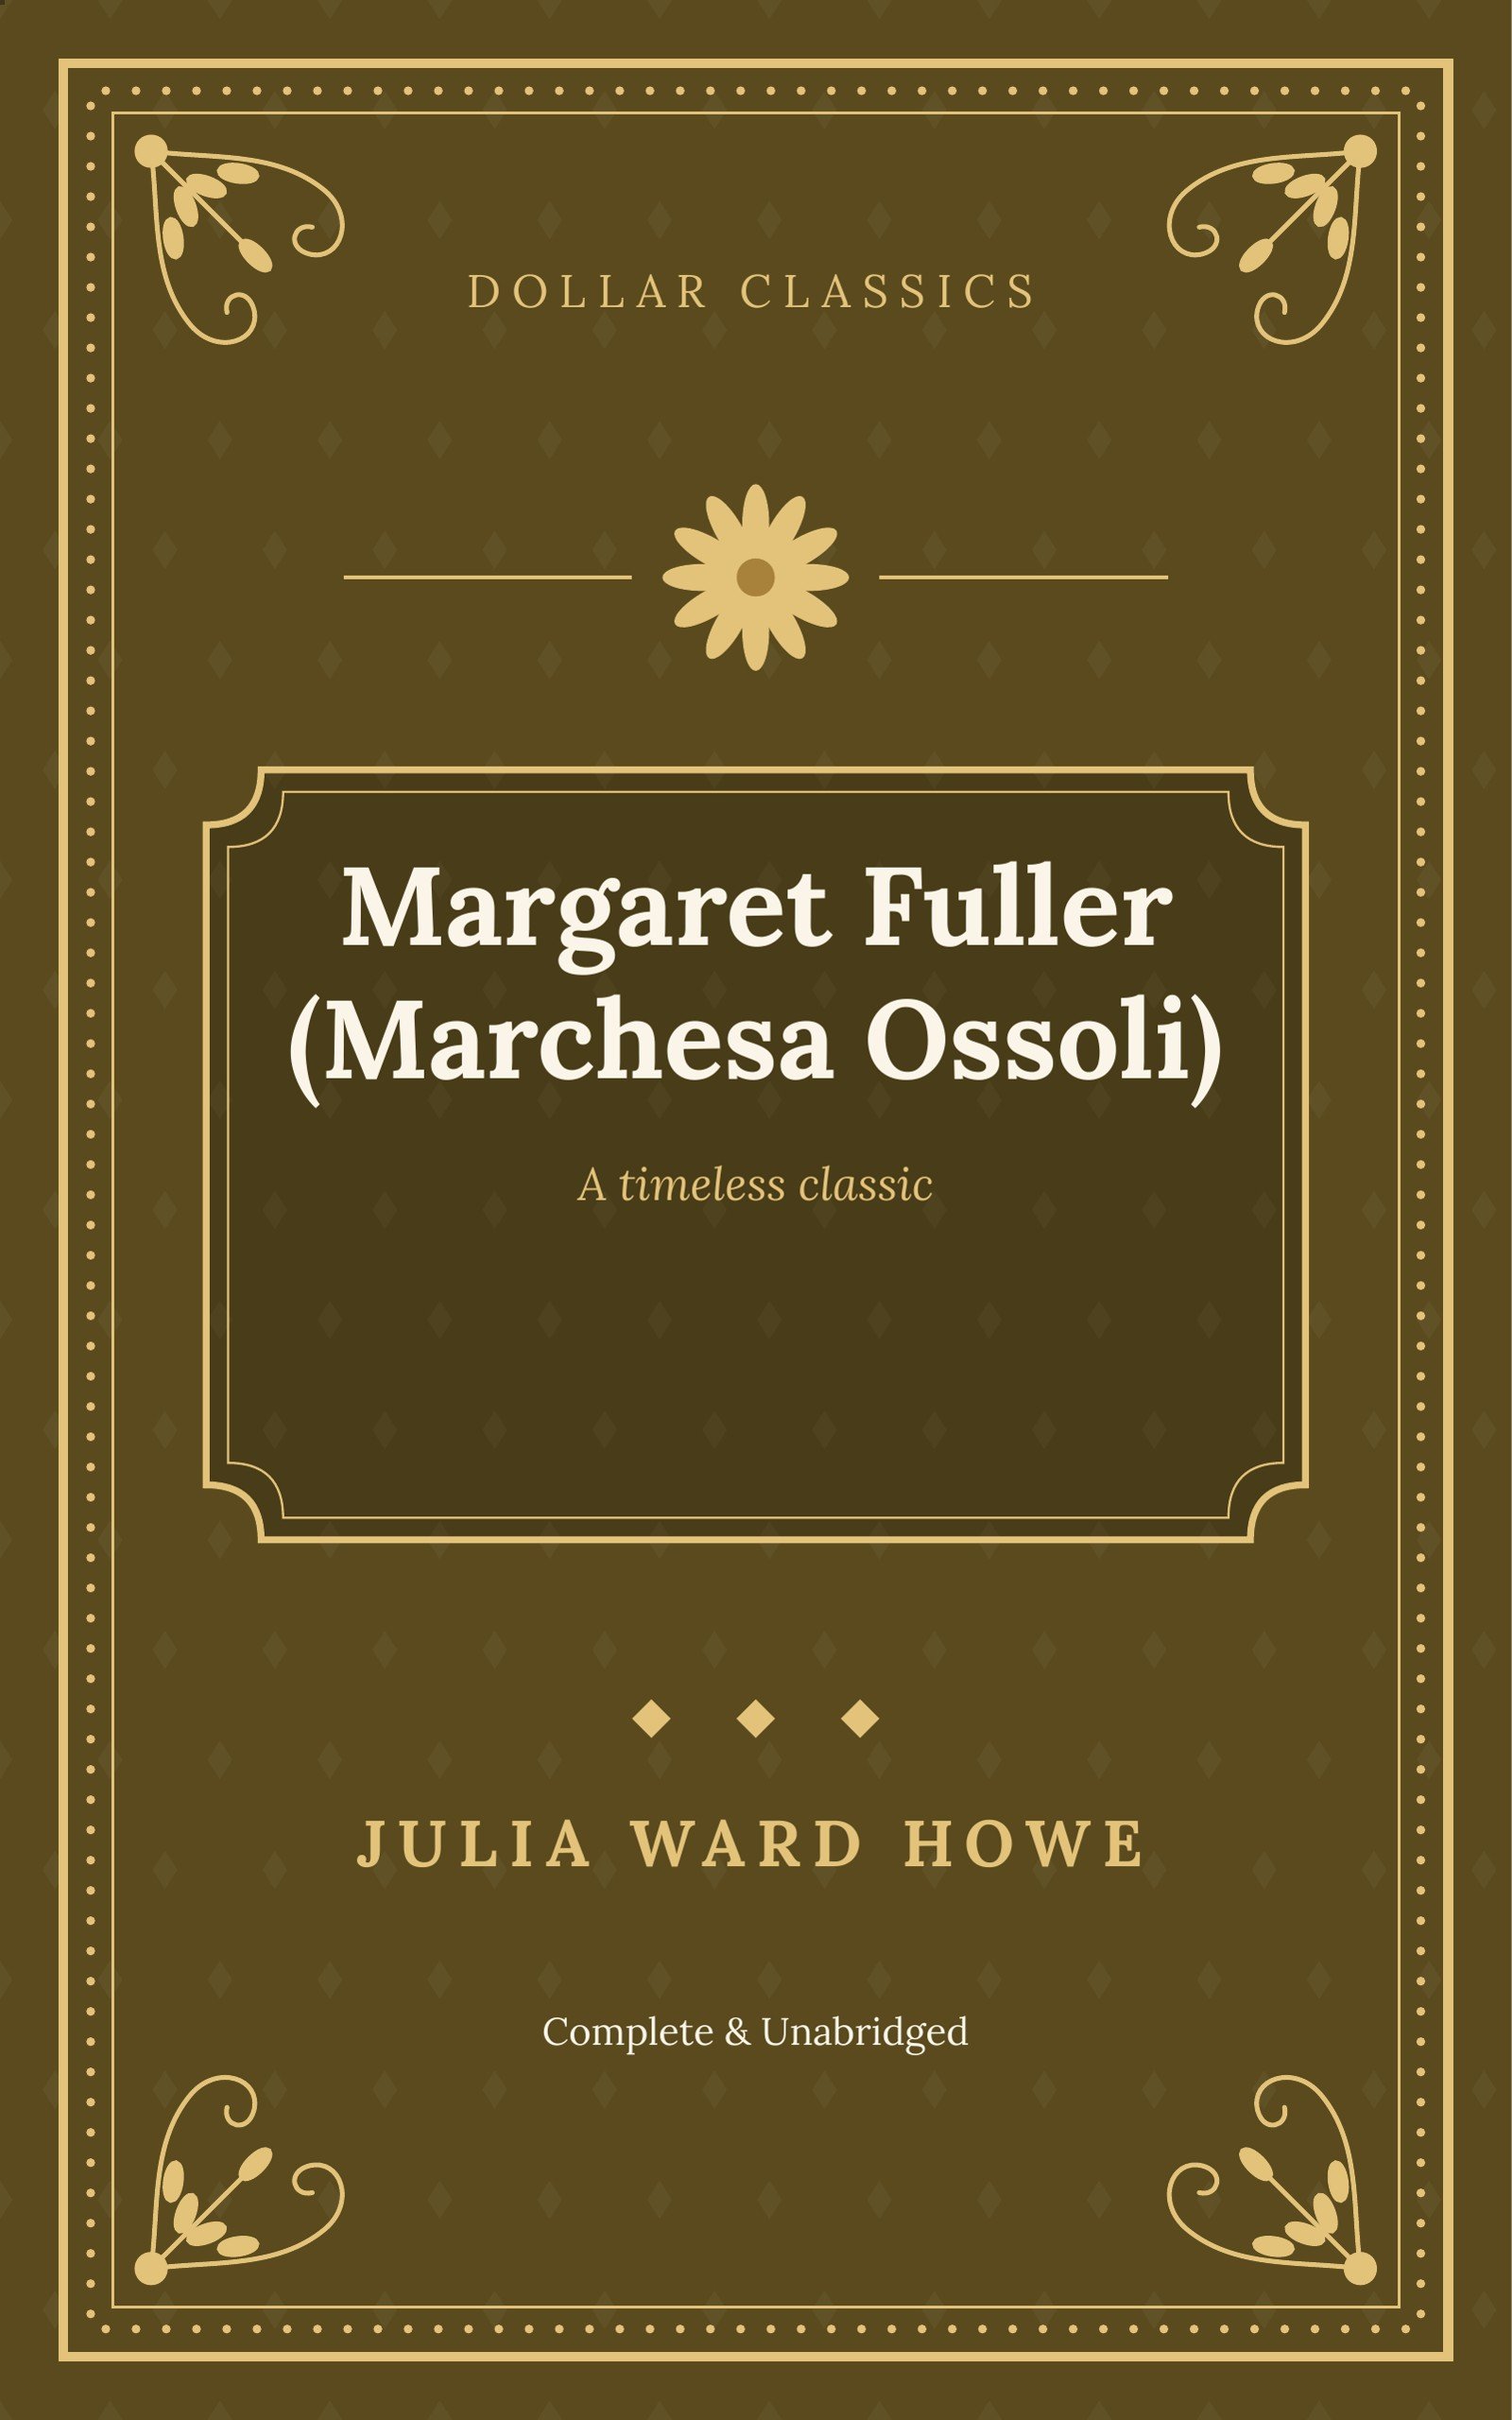 DOLLAR CLASSICS
Margaret Fuller
(Marchesa Ossoli)
A timeless classic
JULIA WARD HOWE
Complete & Unabridged